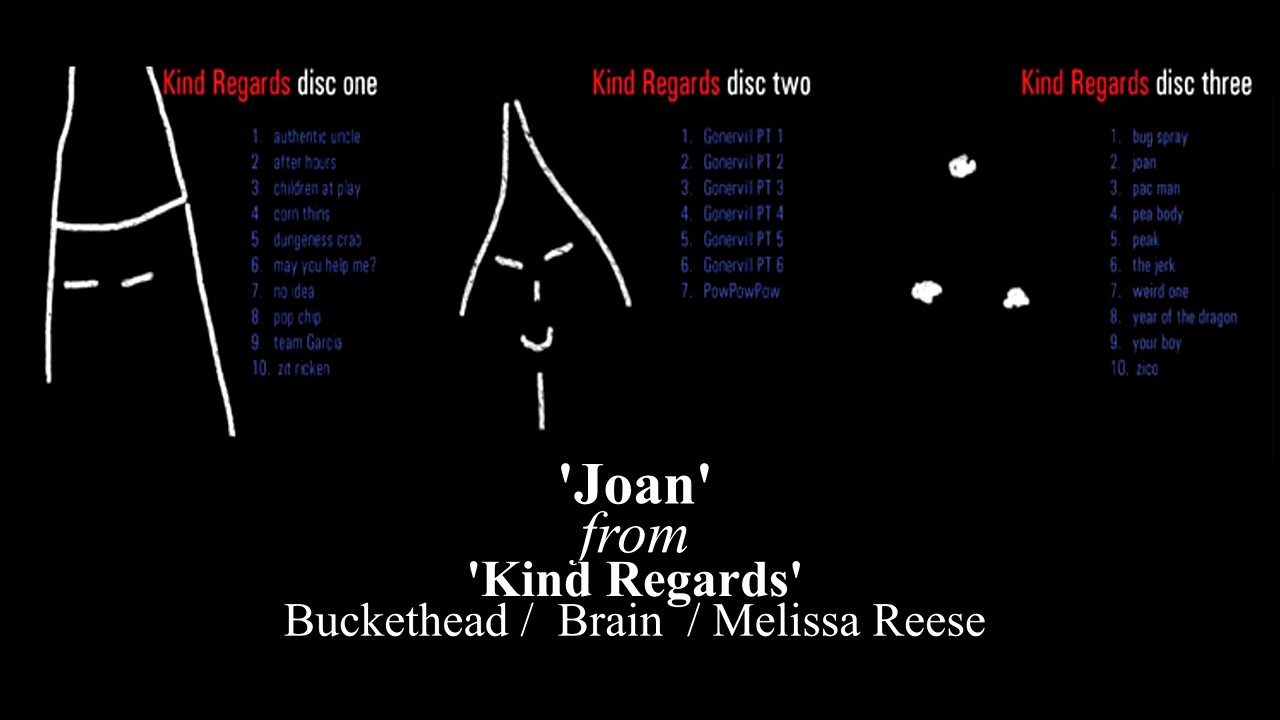 Kind Regards disc one
1. authentic uncle
2. after hours
3. children at play
4. corn thins
5. dungeness crab
6. may you help me?
7. no idea
8. pop chip
9. team Garcia
10. zit ricken
Kind Regards disc two
1. Gonervil PT 1
2. Gonervil PT 2
3. Gonervil PT 3
4. Gonervil PT 4
5. Gonervil PT 5
6. Gonervil PT 6
7. PowPowPow
Kind Regards disc three
1. bug spray
2. joan
3. pac man
4. pea body
5. peak
6. the jerk
7. weird one
8. year of the dragon
9. your boy
10. zico
'Joan'
from
'Kind Regards'
Buckethead / Brain / Melissa Reese